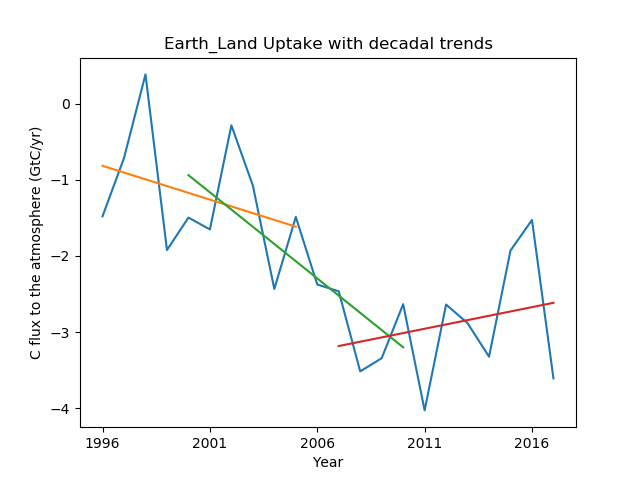 Earth_Land Uptake with decadal trends
C flux to the atmosphere (GtC/yr)
0
−1
−2
−3
−4
1996 2001 2006 2011 2016
Year